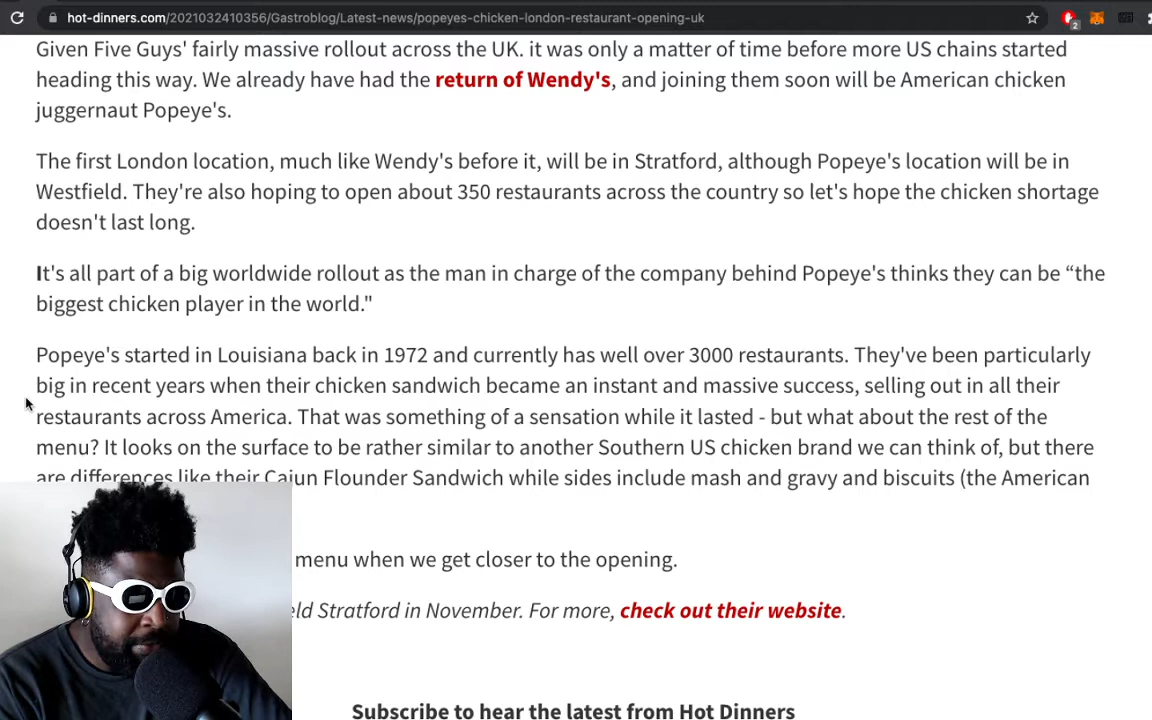 hot-dinners.com/2021032410356/Gastroblog/Latest-news/popeyes-chicken-london-restaurant-opening-uk
2
Given Five Guys' fairly massive rollout across the UK. it was only a matter of time before more US chains started
heading this way. We already have had the return of Wendy's, and joining them soon will be American chicken
juggernaut Popeye's.
The first London location, much like Wendy's before it, will be in Stratford, although Popeye's location will be in
Westfield. They're also hoping to open about 350 restaurants across the country so let's hope the chicken shortage
doesn't last long.
It's all part of a big worldwide rollout as the man in charge of the company behind Popeye's thinks they can be “the
biggest chicken player in the world."
Popeye's started in Louisiana back in 1972 and currently has well over 3000 restaurants. They've been particularly
big in recent years when their chicken sandwich became an instant and massive success, selling out in all their
restaurants across America. That was something of a sensation while it lasted - but what about the rest of the
menu? It looks on the surface to be rather similar to another Southern US chicken brand we can think of, but there
are differences like their Cajun Flounder Sandwich while sides include mash and gravy and biscuits (the American
menu when we get closer to the opening.
Stratford in November. For more, check out their website.
Subscribe to hear the latest from Hot Dinners